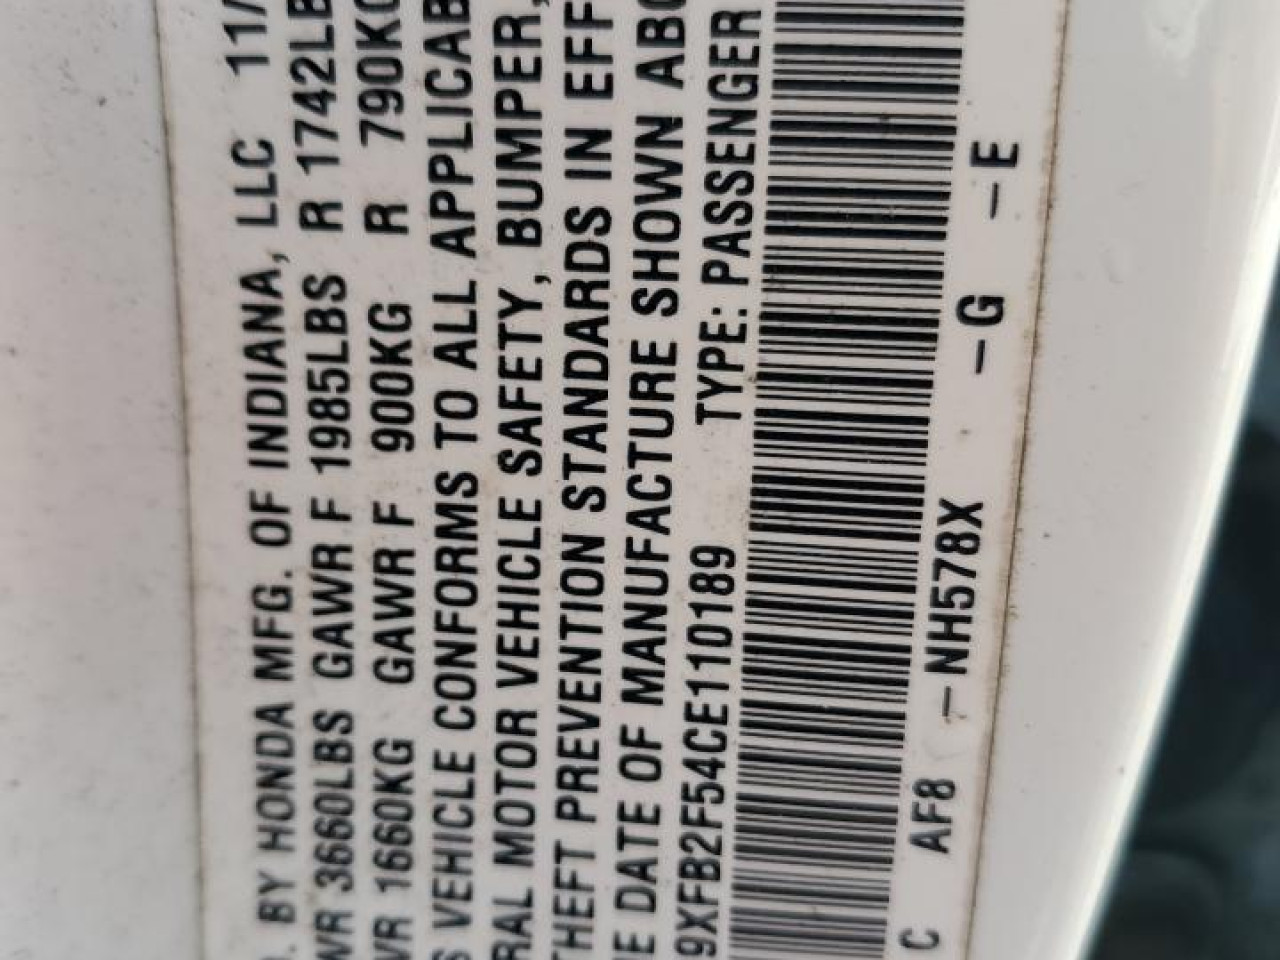 BY HONDA MFG. OF INDIANA, LLC 11/
WR 3660LBS GAWR F 1985LBS R 1742LB
VR 1660KG GAWR F 900KG R 790KG
S VEHICLE CONFORMS TO ALL APPLICAB
RAL MOTOR VEHICLE SAFETY, BUMPER,
THEFT PREVENTION STANDARDS IN EFF
E DATE OF MANUFACTURE SHOWN ABO
9XFB2F54CE110189 TYPE: PASSENGER
C AF8 -NH578X -G -E